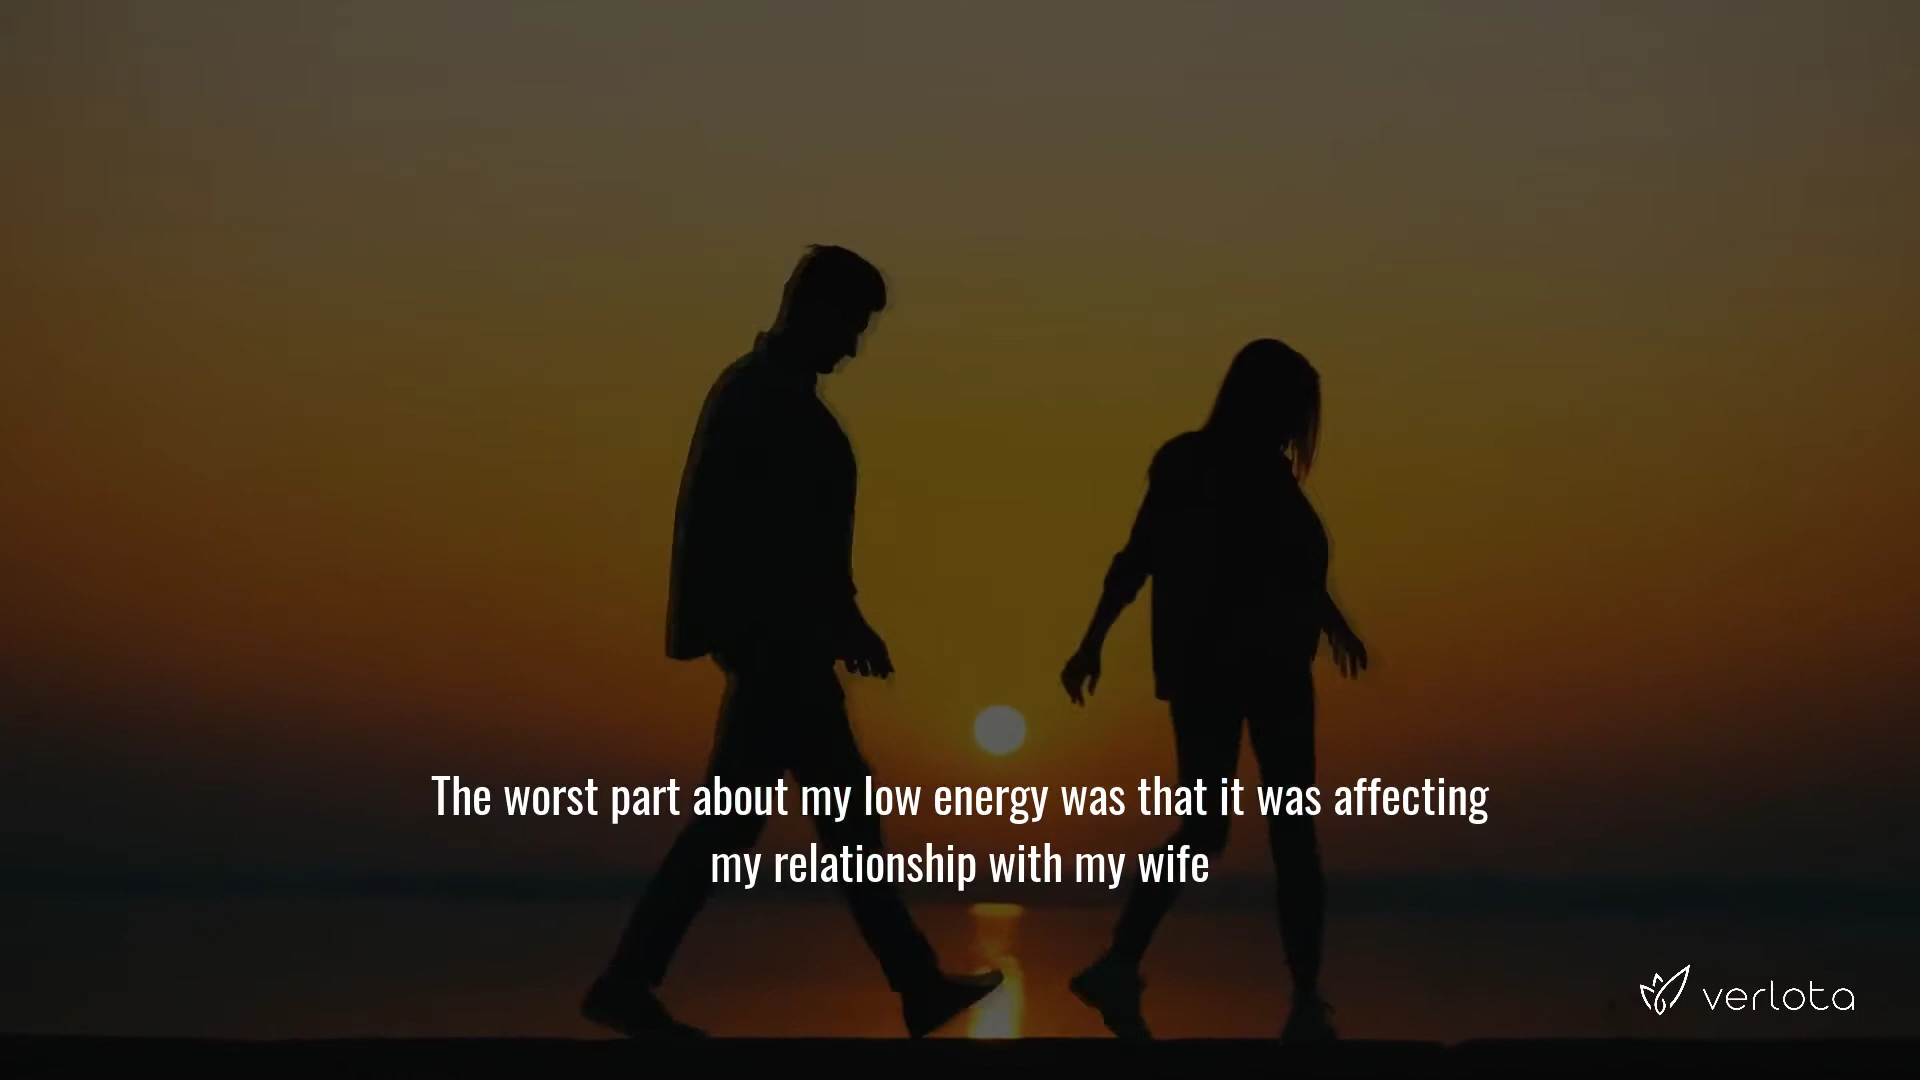 The worst part about my low energy was that it was affecting
my relationship with my wife
verlota